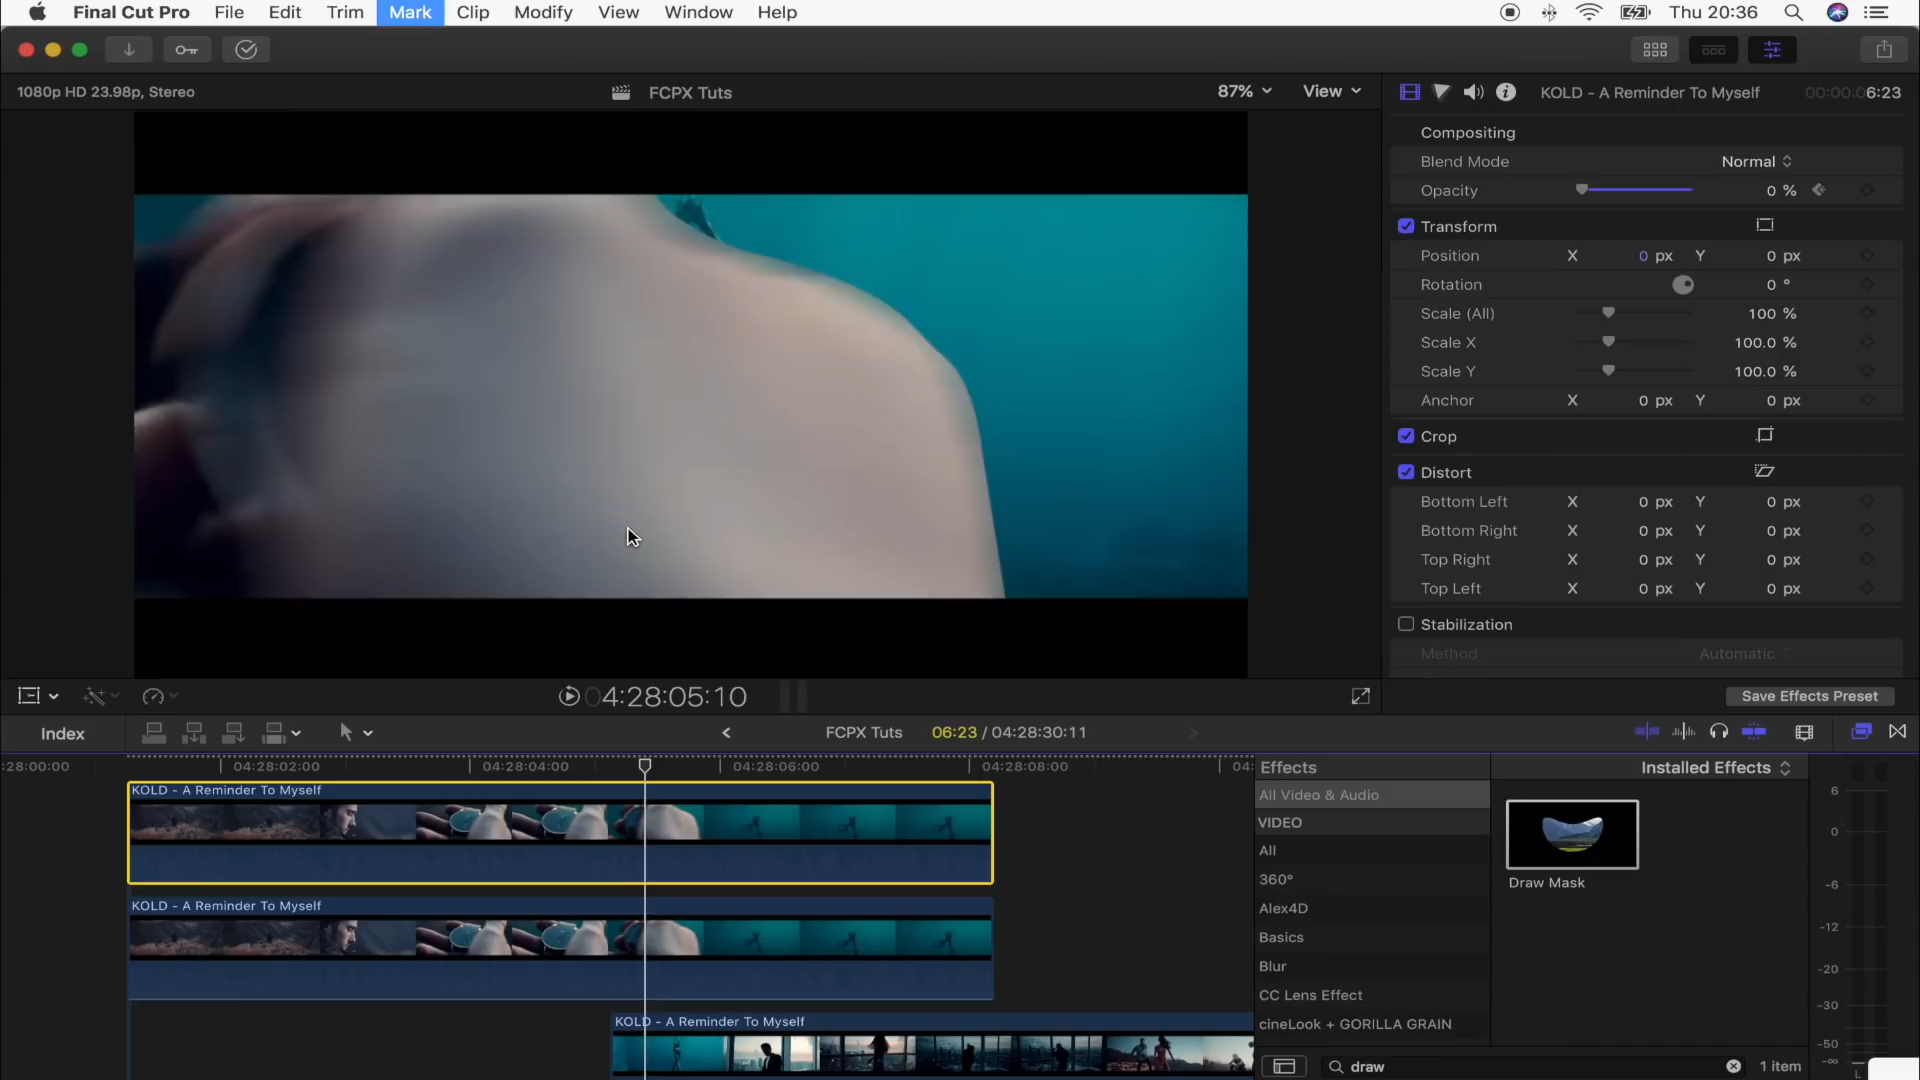 Final Cut Pro File Edit Trim Mark Clip Modify View Window Help Thu 20:36
1080p HD 23.98p, Stereo FCPX Tuts 87% View KOLD - A Reminder To Myself 00:00:06:23
Compositing
Blend Mode Normal
Opacity 0 %
Transform
Position X 0 px Y 0 px
Rotation 0 °
Scale (All) 100 %
Scale X 100.0 %
Scale Y 100.0 %
Anchor X 0 px Y 0 px
Crop
Distort
Bottom Left X 0 px Y 0 px
Bottom Right X 0 px Y 0 px
Top Right X 0 px Y 0 px
Top Left X 0 px Y 0 px
Stabilization
Method Automatic
04:28:05:10 Save Effects Preset
Index FCPX Tuts 06:23 / 04:28:30:11
:28:00:00 04:28:02:00 04:28:04:00 04:28:06:00 04:28:08:00 04:
Effects Installed Effects
KOLD - A Reminder To Myself
All Video & Audio
VIDEO
All
360°
Alex4D
Basics
Blur
CC Lens Effect
cineLook + GORILLA GRAIN
Draw Mask
KOLD - A Reminder To Myself
KOLD - A Reminder To Myself
draw 1 item
6
0
-6
-12
-20
-30
-50
-∞
L